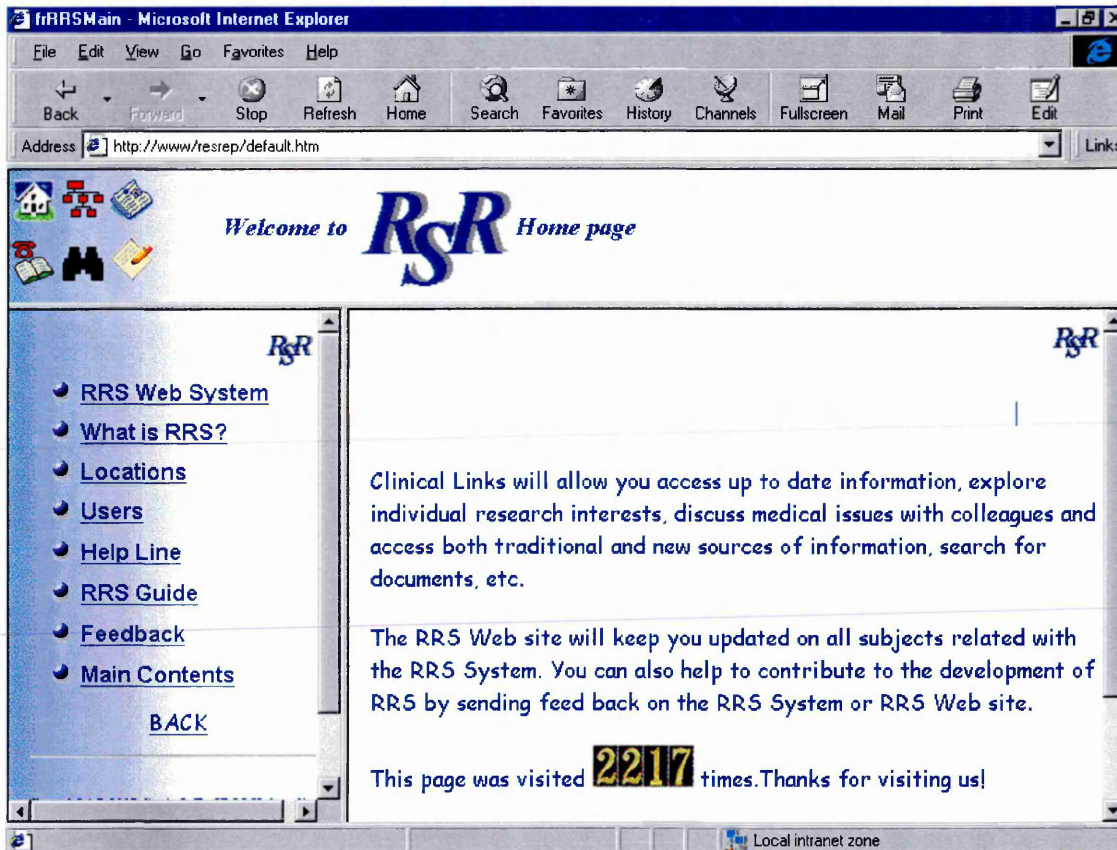 frRRSMain - Microsoft Internet Explorer
File Edit View Go Favorites Help
Back Forward Stop Refresh Home Search Favorites History Channels Fullscreen Mail Print Edit
Address http://www/resrep/default.htm Links
Welcome to RSR Home page
RSR
RRS Web System
What is RRS?
Locations
Users
Help Line
RRS Guide
Feedback
Main Contents
BACK
RSR
Clinical Links will allow you access up to date information, explore
individual research interests, discuss medical issues with colleagues and
access both traditional and new sources of information, search for
documents, etc.
The RRS Web site will keep you updated on all subjects related with
the RRS System. You can also help to contribute to the development of
RRS by sending feed back on the RRS System or RRS Web site.
This page was visited 2217 times.Thanks for visiting us!
Local intranet zone